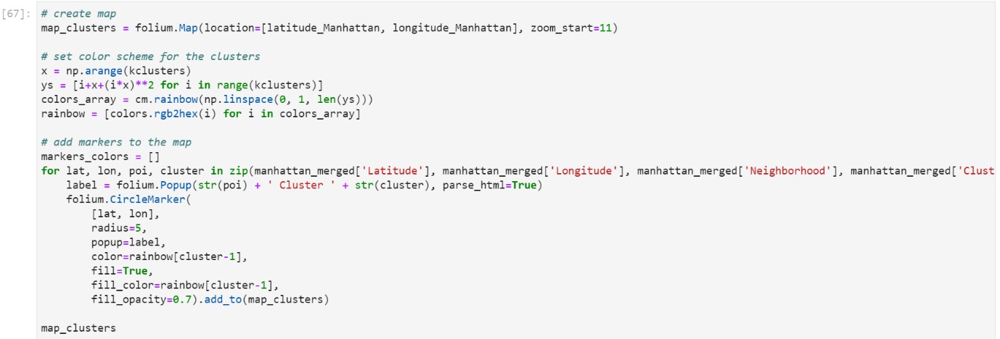 [67]: # create map
map_clusters = folium.Map(location=[latitude_Manhattan, longitude_Manhattan], zoom_start=11)
# set color scheme for the clusters
x = np.arange(kclusters)
ys = [i+x+(i*x)**2 for i in range(kclusters)]
colors_array = cm.rainbow(np.linspace(0, 1, len(ys)))
rainbow = [colors.rgb2hex(i) for i in colors_array]
# add markers to the map
markers_colors = []
for lat, lon, poi, cluster in zip(manhattan_merged['Latitude'], manhattan_merged['Longitude'], manhattan_merged['Neighborhood'], manhattan_merged['Clust
    label = folium.Popup(str(poi) + ' Cluster ' + str(cluster), parse_html=True)
    folium.CircleMarker(
        [lat, lon],
        radius=5,
        popup=label,
        color=rainbow[cluster-1],
        fill=True,
        fill_color=rainbow[cluster-1],
        fill_opacity=0.7).add_to(map_clusters)
map_clusters